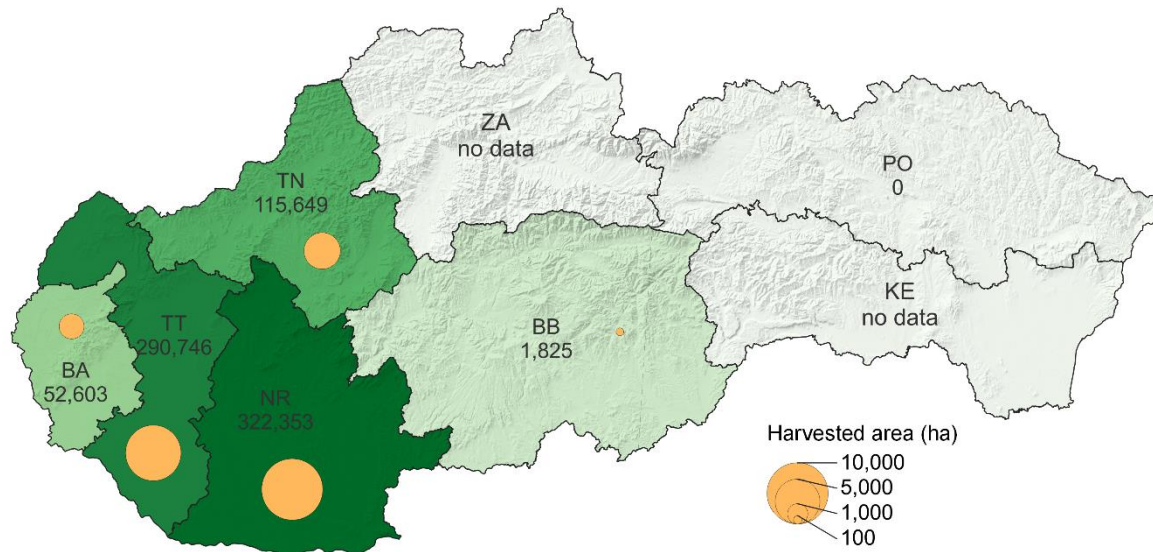 ZA
no data
PO
0
TN
115,649
KE
no data
BB
1,825
TT
290,746
BA
52,603
NR
322,353
Harvested area (ha)
10,000
5,000
1,000
100